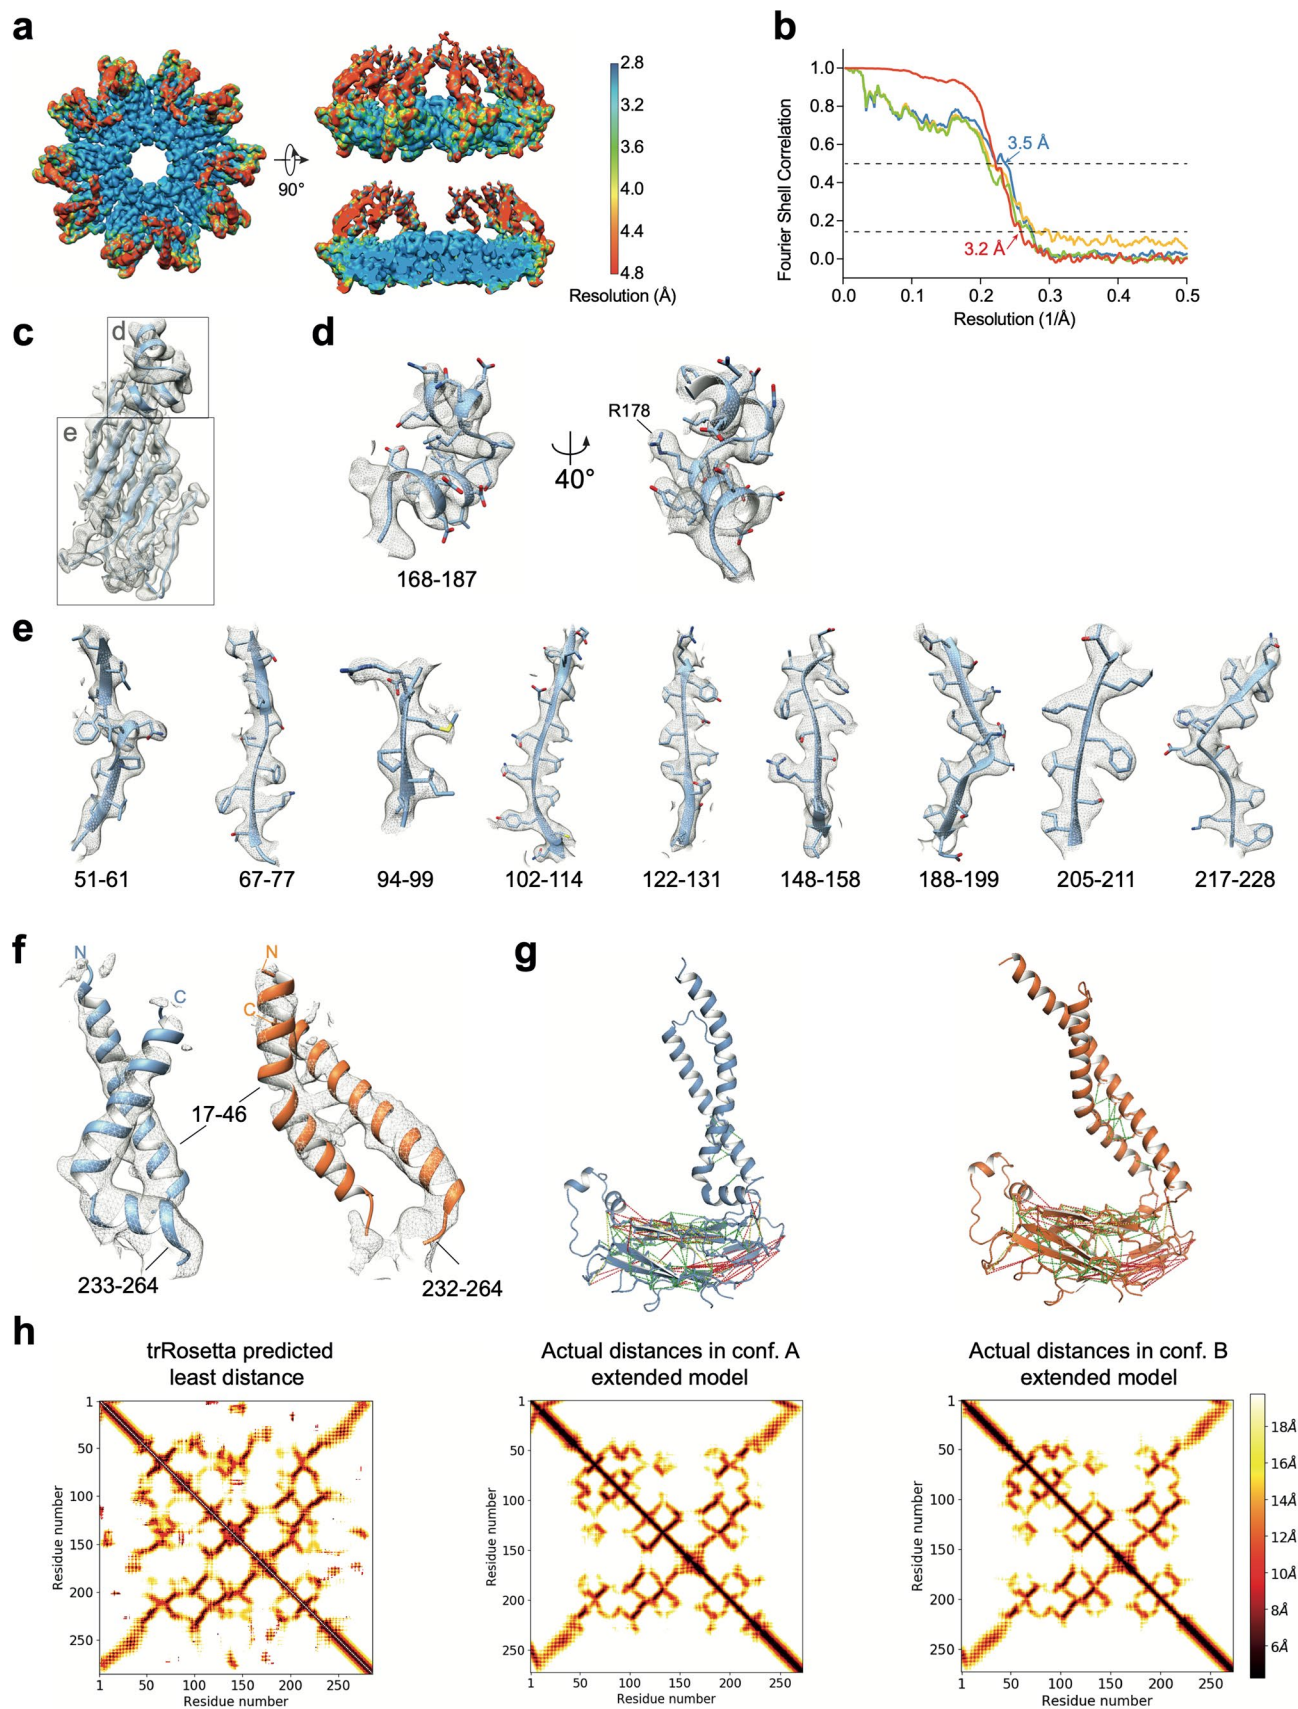 a
90°
2.8
3.2
3.6
4.0
4.4
4.8
Resolution (Å)
b
Fourier Shell Correlation
1.0
0.8
0.6
0.4
0.2
0.0
3.5 Å
3.2 Å
0.0 0.1 0.2 0.3 0.4 0.5
Resolution (1/Å)
c
d
e
d
168-187
40°
R178
e
51-61 67-77 94-99 102-114 122-131 148-158 188-199 205-211 217-228
f
N
C
N
C
17-46
233-264
232-264
g
h
trRosetta predicted
least distance
Residue number
1
50
100
150
200
250
1 50 100 150 200 250
Residue number
Actual distances in conf. A
extended model
Residue number
1
50
100
150
200
250
1 50 100 150 200 250
Residue number
Actual distances in conf. B
extended model
Residue number
1
50
100
150
200
250
1 50 100 150 200 250
Residue number
18Å
16Å
14Å
12Å
10Å
8Å
6Å